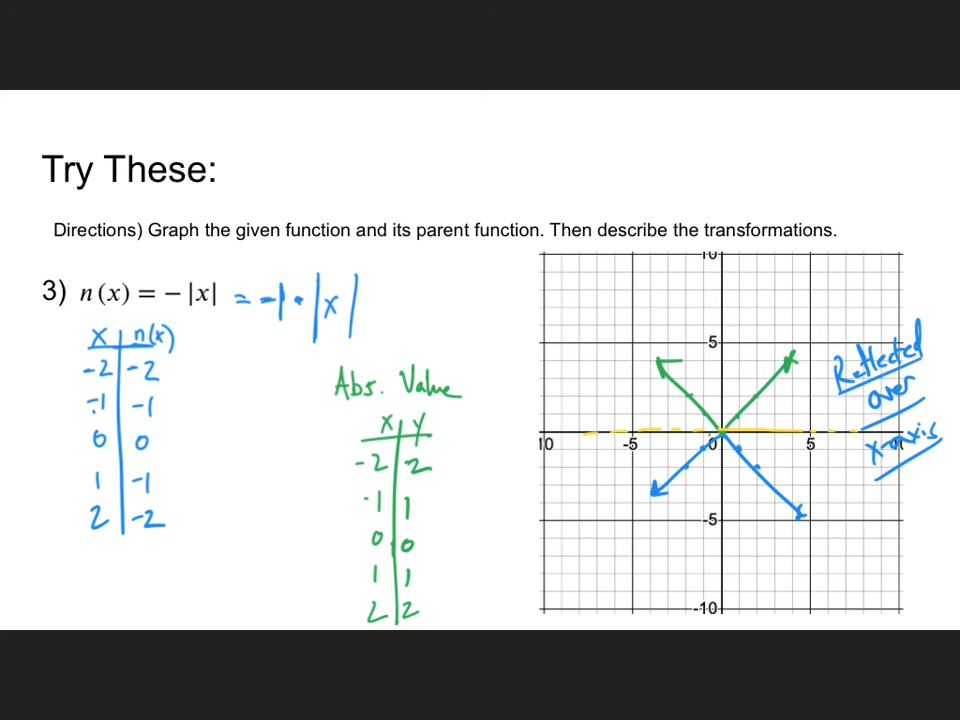 Try These:
Directions) Graph the given function and its parent function. Then describe the transformations.
3) n(x) = − |x| = -1 · |x|
x n(x)
-2 -2
-1 -1
0 0
1 -1
2 -2
Abs. Value
x y
-2 2
-1 1
0 0
1 1
2 2
10
5
10 -5 0 5
-5
-10
Reflected
over
x-axis